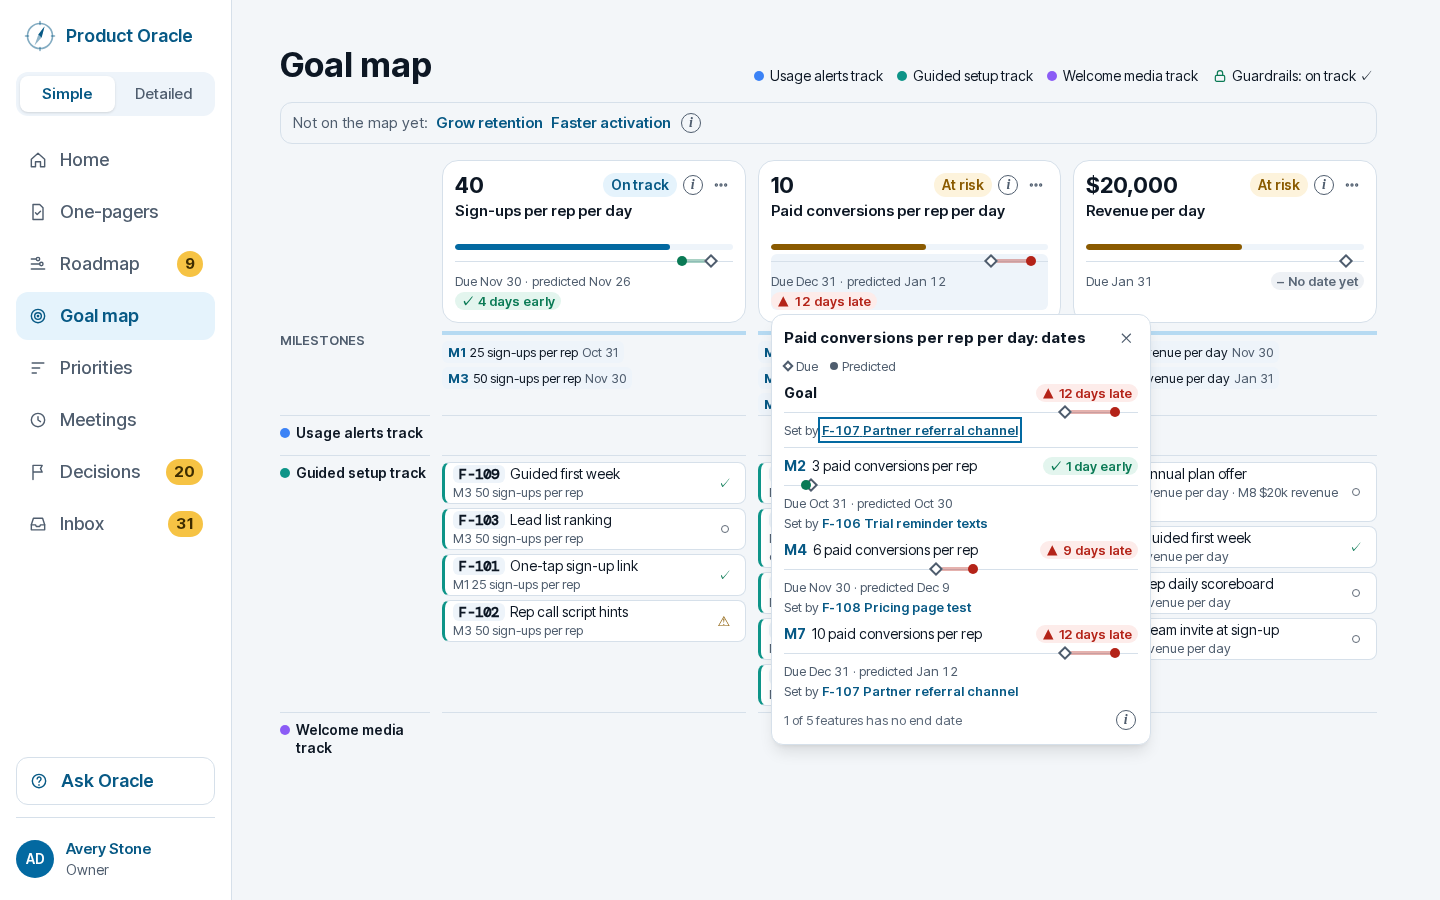 Product Oracle
Simple
Detailed
Home
One-pagers
Roadmap
9
Goal map
Priorities
Meetings
Decisions
20
Inbox
31
Ask Oracle
AD
Avery Stone
Owner
Goal map
Usage alerts track
Guided setup track
Welcome media track
Guardrails: on track ✓
Not on the map yet: Grow retention Faster activation i
40
On track
i
Sign-ups per rep per day
Due Nov 30 · predicted Nov 26
✓ 4 days early
10
At risk
i
Paid conversions per rep per day
Due Dec 31 · predicted Jan 12
▲ 12 days late
$20,000
At risk
i
Revenue per day
Due Jan 31
– No date yet
MILESTONES
M1 25 sign-ups per rep Oct 31
M3 50 sign-ups per rep Nov 30
per day Nov 30
per day Jan 31
Usage alerts track
Guided setup track
F-109 Guided first week
M3 50 sign-ups per rep
✓
F-103 Lead list ranking
M3 50 sign-ups per rep
F-101 One-tap sign-up link
M1 25 sign-ups per rep
✓
F-102 Rep call script hints
M3 50 sign-ups per rep
⚠
plan offer
per day · M8 $20k revenue
first week
per day
✓
daily scoreboard
per day
invite at sign-up
per day
Welcome media
track
Paid conversions per rep per day: dates
Due
Predicted
Goal
▲ 12 days late
Set by F-107 Partner referral channel
M2 3 paid conversions per rep
✓ 1 day early
Due Oct 31 · predicted Oct 30
Set by F-106 Trial reminder texts
M4 6 paid conversions per rep
▲ 9 days late
Due Nov 30 · predicted Dec 9
Set by F-108 Pricing page test
M7 10 paid conversions per rep
▲ 12 days late
Due Dec 31 · predicted Jan 12
Set by F-107 Partner referral channel
1 of 5 features has no end date
i